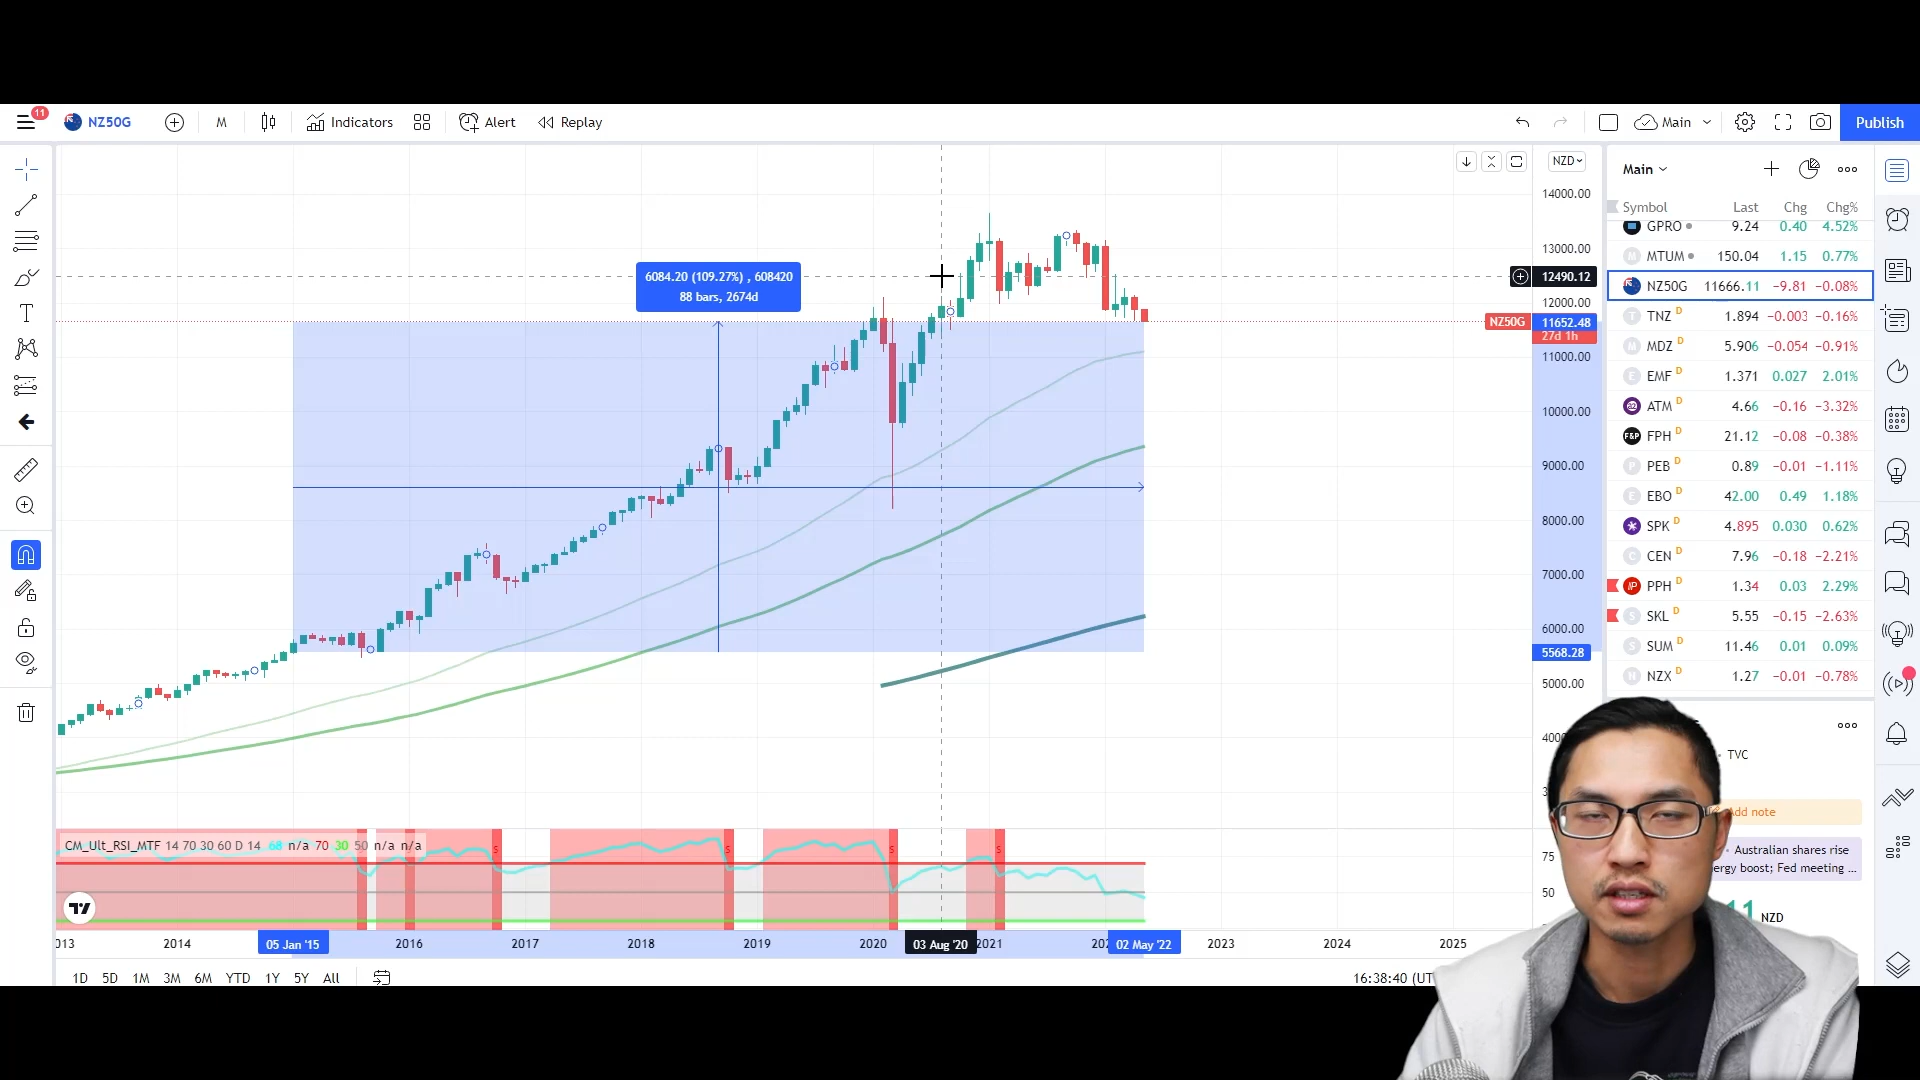 11
NZ50G
M
Indicators
Alert
Replay
Main
Publish
NZD
14000.00
13000.00
12490.12
12000.00
NZ50G 11652.48
27d 1h
11000.00
10000.00
9000.00
8000.00
7000.00
6000.00
5568.28
5000.00
6084.20 (109.27%) , 608420
88 bars, 2674d
Main
Symbol Last Chg Chg%
GPRO 9.24 0.40 4.52%
MTUM 150.04 1.15 0.77%
NZ50G 11666.11 −9.81 −0.08%
TNZ D 1.894 −0.003 −0.16%
MDZ D 5.906 −0.054 −0.91%
EMF D 1.371 0.027 2.01%
ATM D 4.66 −0.16 −3.32%
FPH D 21.12 −0.08 −0.38%
PEB D 0.89 −0.01 −1.11%
EBO D 42.00 0.49 1.18%
SPK D 4.895 0.030 0.62%
CEN D 7.96 −0.18 −2.21%
PPH D 1.34 0.03 2.29%
SKL D 5.55 −0.15 −2.63%
SUM D 11.46 0.01 0.09%
NZX D 1.27 −0.01 −0.78%
TVC
Add note
Australian shares rise
Fed meeting ...
NZD
CM_Ult_RSI_MTF 14 70 30 60 D 14 68 n/a 70 30 50 n/a n/a
S
S
S
S
75
50
2014
05 Jan '15
2016
2017
2018
2019
2020
03 Aug '20
2021
02 May '22
2023
2024
2025
1D 5D 1M 3M 6M YTD 1Y 5Y All
16:38:40 (UT